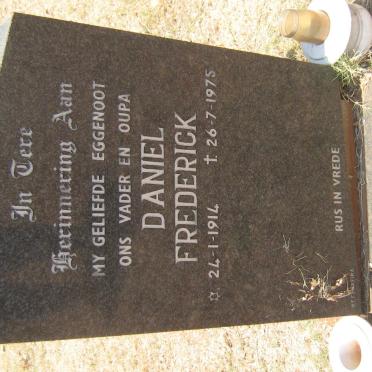 In Tere
Herinnering Aan
MY GELIEFDE EGGENOOT
ONS VADER EN OUPA
DANIEL
FREDERICK
☆ 24-1-1914 † 26-7-1975
RUS IN VREDE